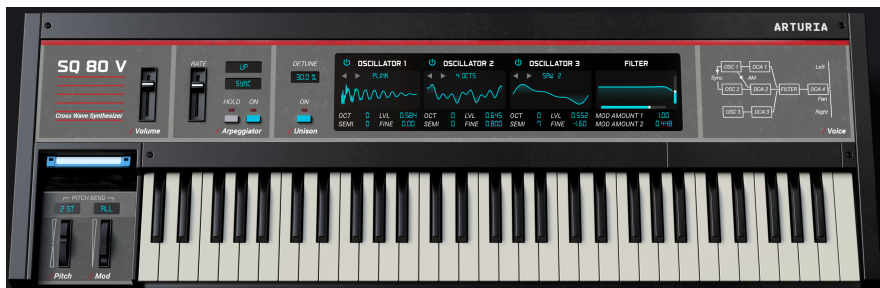 ARTURIA
SQ 80 V
Cross Wave Synthesizer
Volume
RATE
UP
SYNC
HOLD ON
Arpeggiator
DETUNE
30.0 %
ON
Unison
OSCILLATOR 1
PLINK
OCT 0 LVL 0.584
SEMI 0 FINE 0.00
OSCILLATOR 2
4 OCTS
OCT 0 LVL 0.645
SEMI 0 FINE 0.800
OSCILLATOR 3
SAW 2
OCT 0 LVL 0.552
SEMI 7 FINE -1.60
FILTER
MOD AMOUNT 1 1.00
MOD AMOUNT 2 0.448
OSC 1
DCA 1
Left
Sync
AM
OSC 2
DCA 2
FILTER
DCA 4
Pan
OSC 3
DCA 3
Right
Voice
PITCH BEND
2 ST
ALL
Pitch
Mod